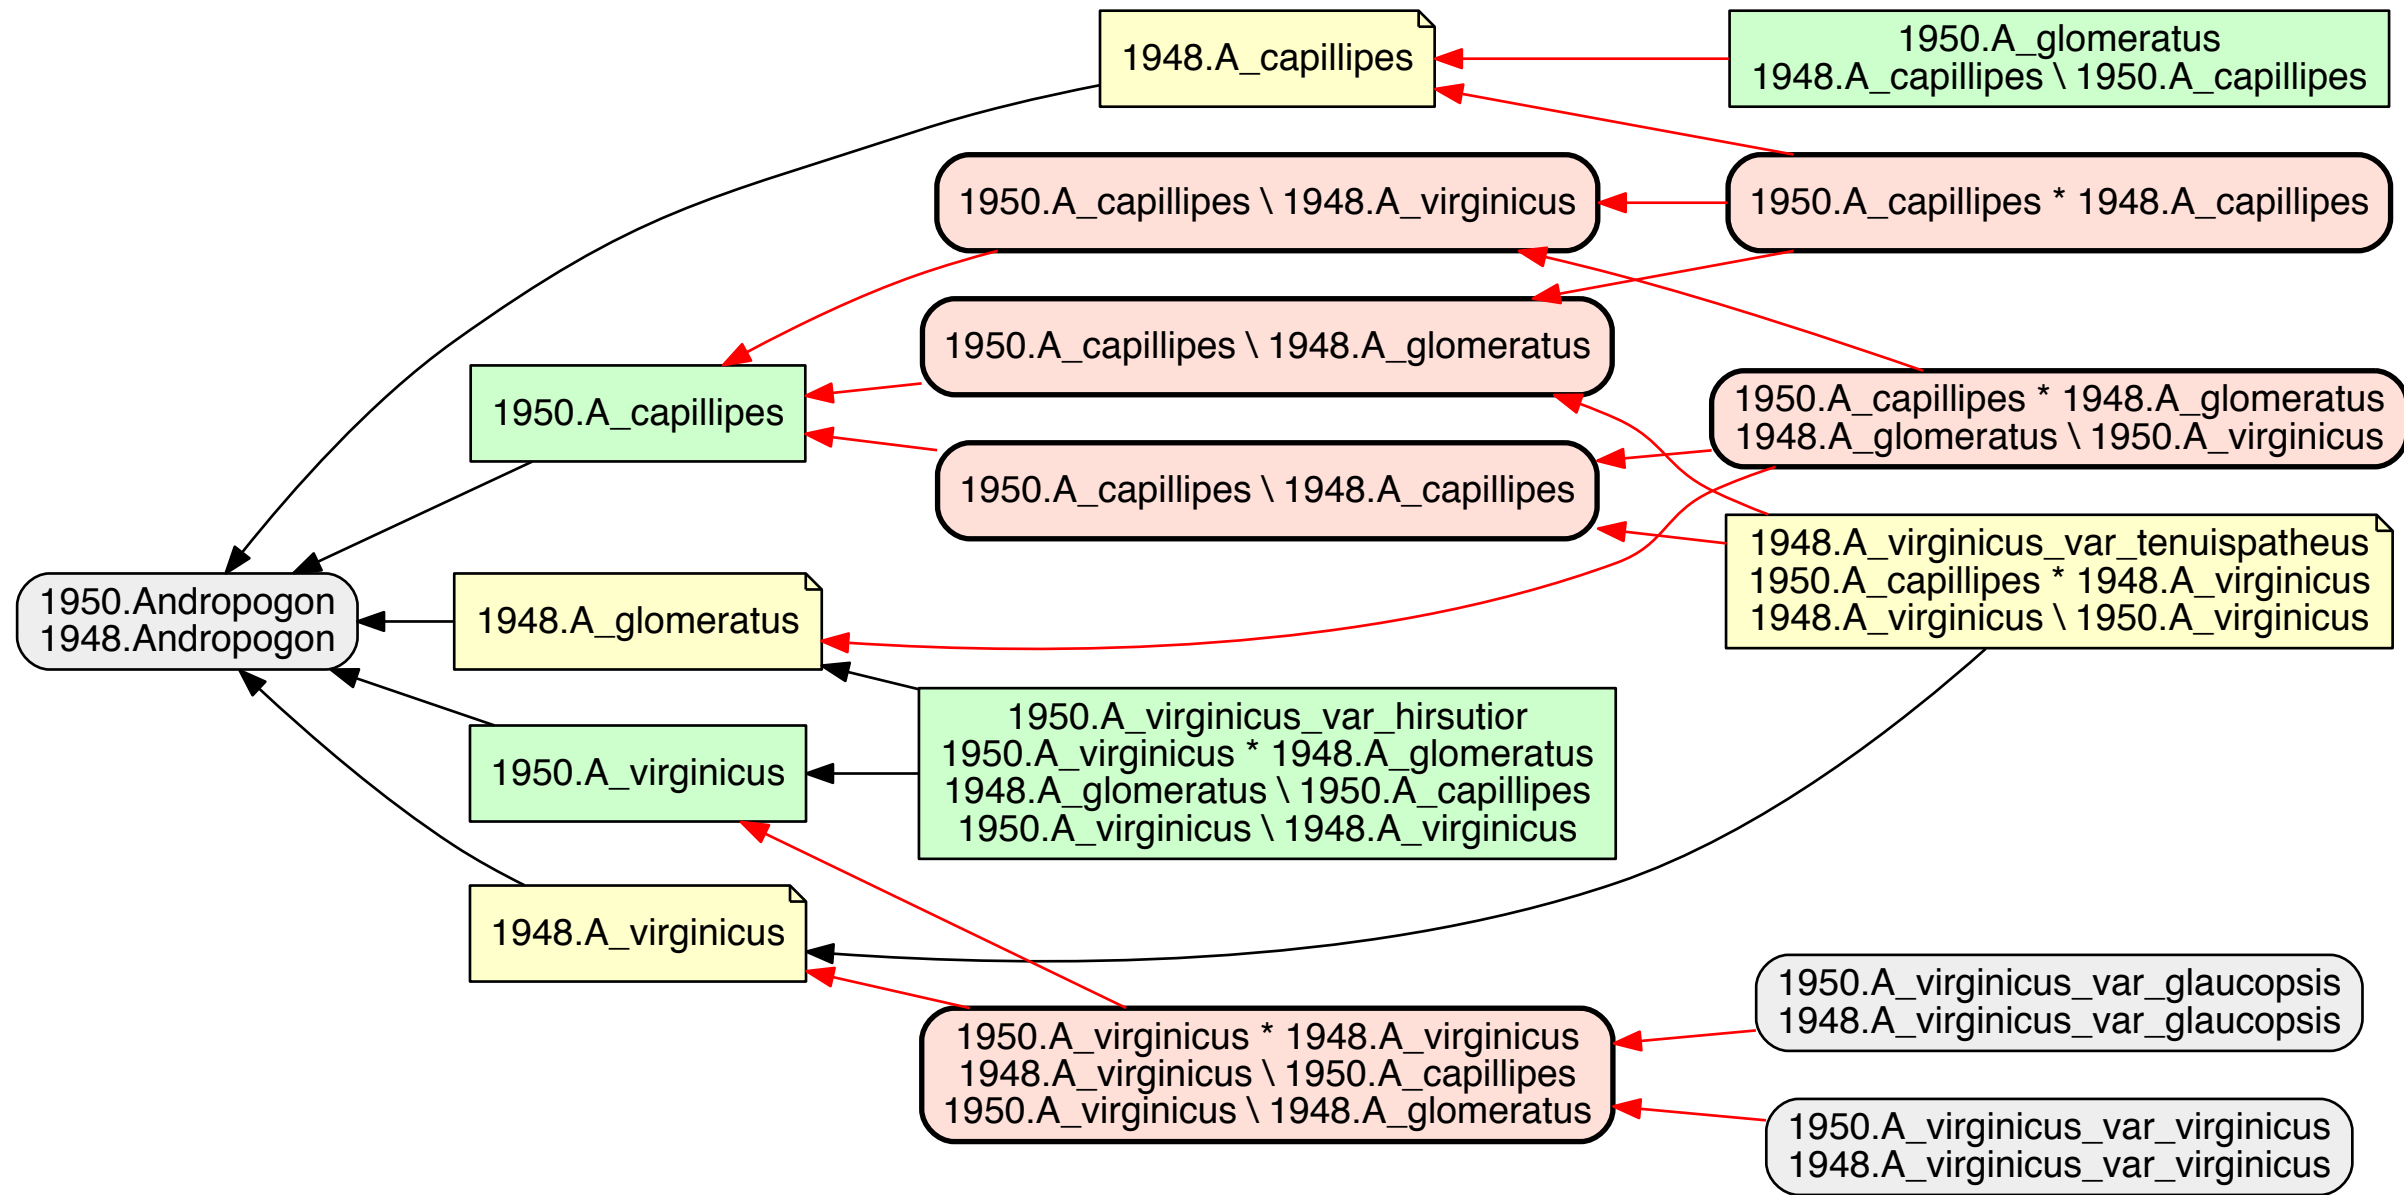 1948.A_capillipes
1950.A_glomeratus
1948.A_capillipes \ 1950.A_capillipes
1950.A_capillipes \ 1948.A_virginicus
1950.A_capillipes * 1948.A_capillipes
1950.A_capillipes \ 1948.A_glomeratus
1950.A_capillipes
1950.A_capillipes * 1948.A_glomeratus
1948.A_glomeratus \ 1950.A_virginicus
1950.A_capillipes \ 1948.A_capillipes
1948.A_virginicus_var_tenuispatheus
1950.A_capillipes * 1948.A_virginicus
1948.A_virginicus \ 1950.A_virginicus
1950.Andropogon
1948.Andropogon
1948.A_glomeratus
1950.A_virginicus
1950.A_virginicus_var_hirsutior
1950.A_virginicus * 1948.A_glomeratus
1948.A_glomeratus \ 1950.A_capillipes
1950.A_virginicus \ 1948.A_virginicus
1948.A_virginicus
1950.A_virginicus * 1948.A_virginicus
1948.A_virginicus \ 1950.A_capillipes
1950.A_virginicus \ 1948.A_glomeratus
1950.A_virginicus_var_glaucopsis
1948.A_virginicus_var_glaucopsis
1950.A_virginicus_var_virginicus
1948.A_virginicus_var_virginicus